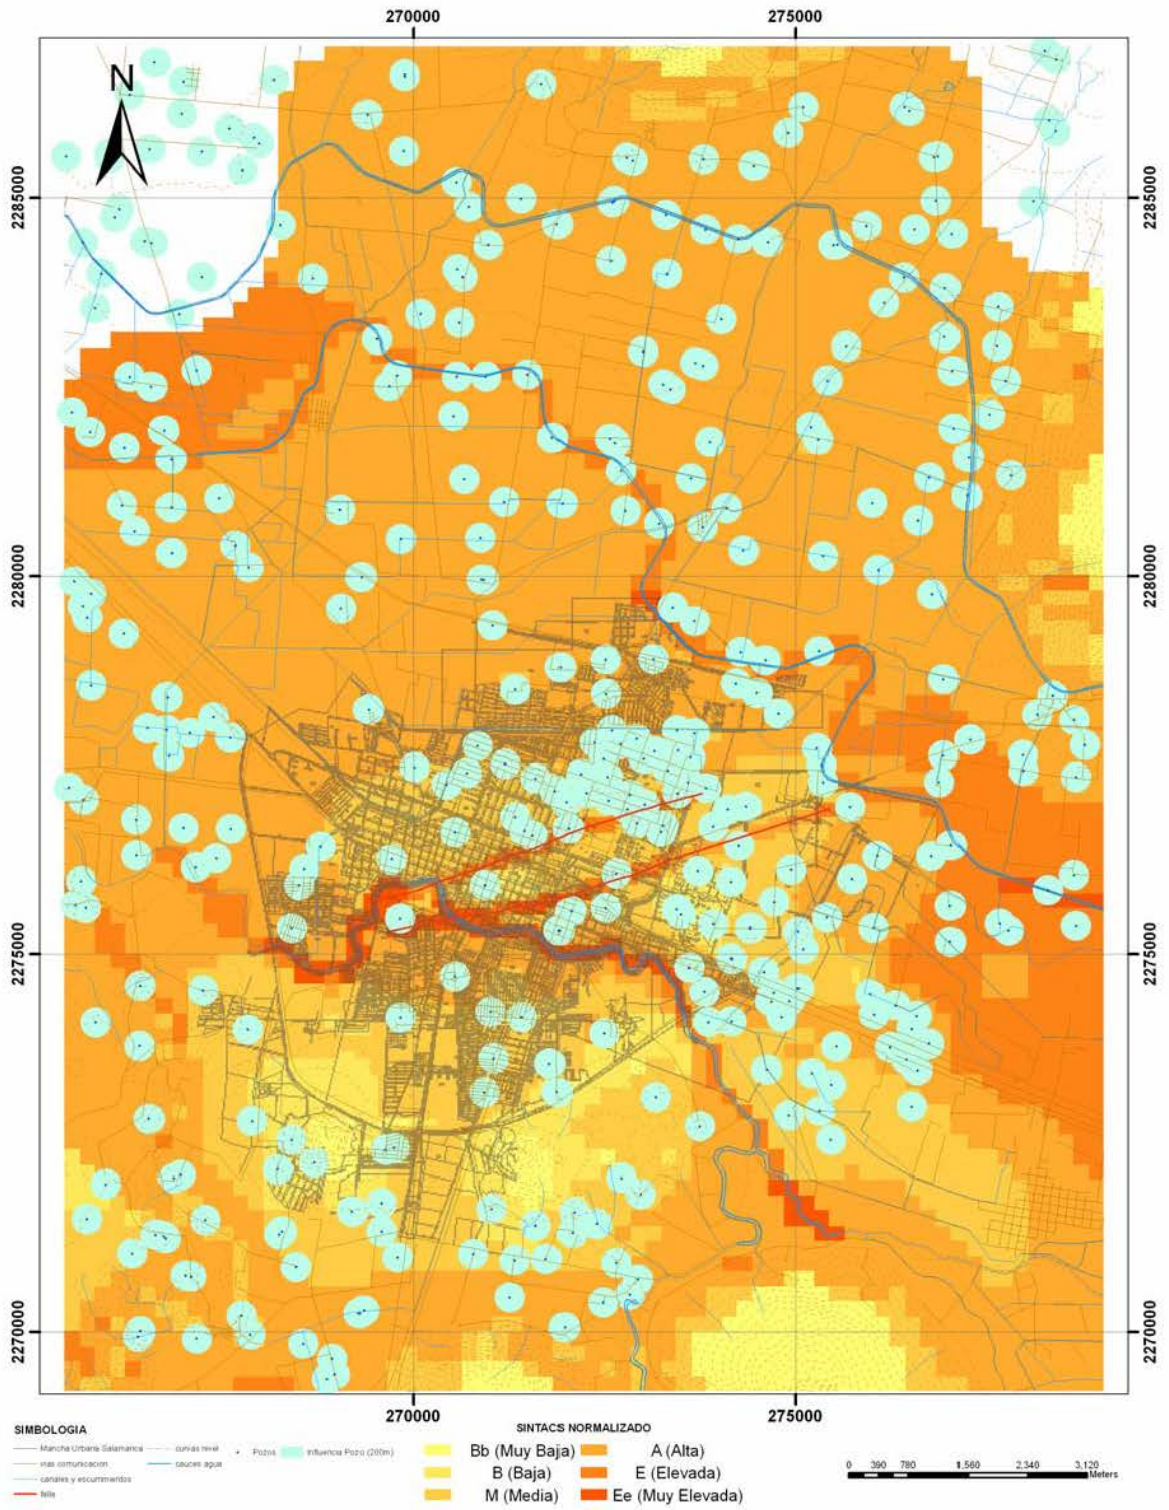 270000
275000
N
2285000
2285000
2280000
2280000
2275000
2275000
2270000
2270000
270000
275000
SIMBOLOGIA
Mancha Urbana Salamanca
curvas nivel
Pozos
Influencia Pozo (200m)
vias comunicación
cauces agua
canales y escurrimientos
falla
SINTACS NORMALIZADO
Bb (Muy Baja)
A (Alta)
B (Baja)
E (Elevada)
M (Media)
Ee (Muy Elevada)
0 390 780 1,560 2,340 3,120
Meters